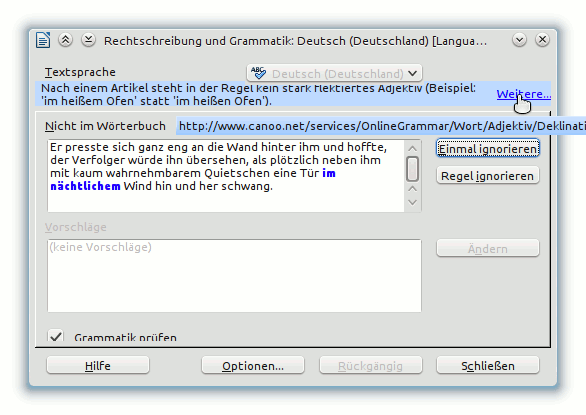 Rechtschreibung und Grammatik: Deutsch (Deutschland) [Langua...
Textsprache
Deutsch (Deutschland)
Nach einem Artikel steht in der Regel kein stark flektiertes Adjektiv (Beispiel:
'im heißem Ofen' statt 'im heißen Ofen').
Weitere...
Nicht im Wörterbuch
http://www.canoo.net/services/OnlineGrammar/Wort/Adjektiv/Deklinati
Er presste sich ganz eng an die Wand hinter ihm und hoffte,
der Verfolger würde ihn übersehen, als plötzlich neben ihm
mit kaum wahrnehmbarem Quietschen eine Tür im
nächtlichem Wind hin und her schwang.
Einmal ignorieren
Regel ignorieren
Vorschläge
(keine Vorschläge)
Ändern
Grammatik prüfen
Hilfe
Optionen...
Rückgängig
Schließen